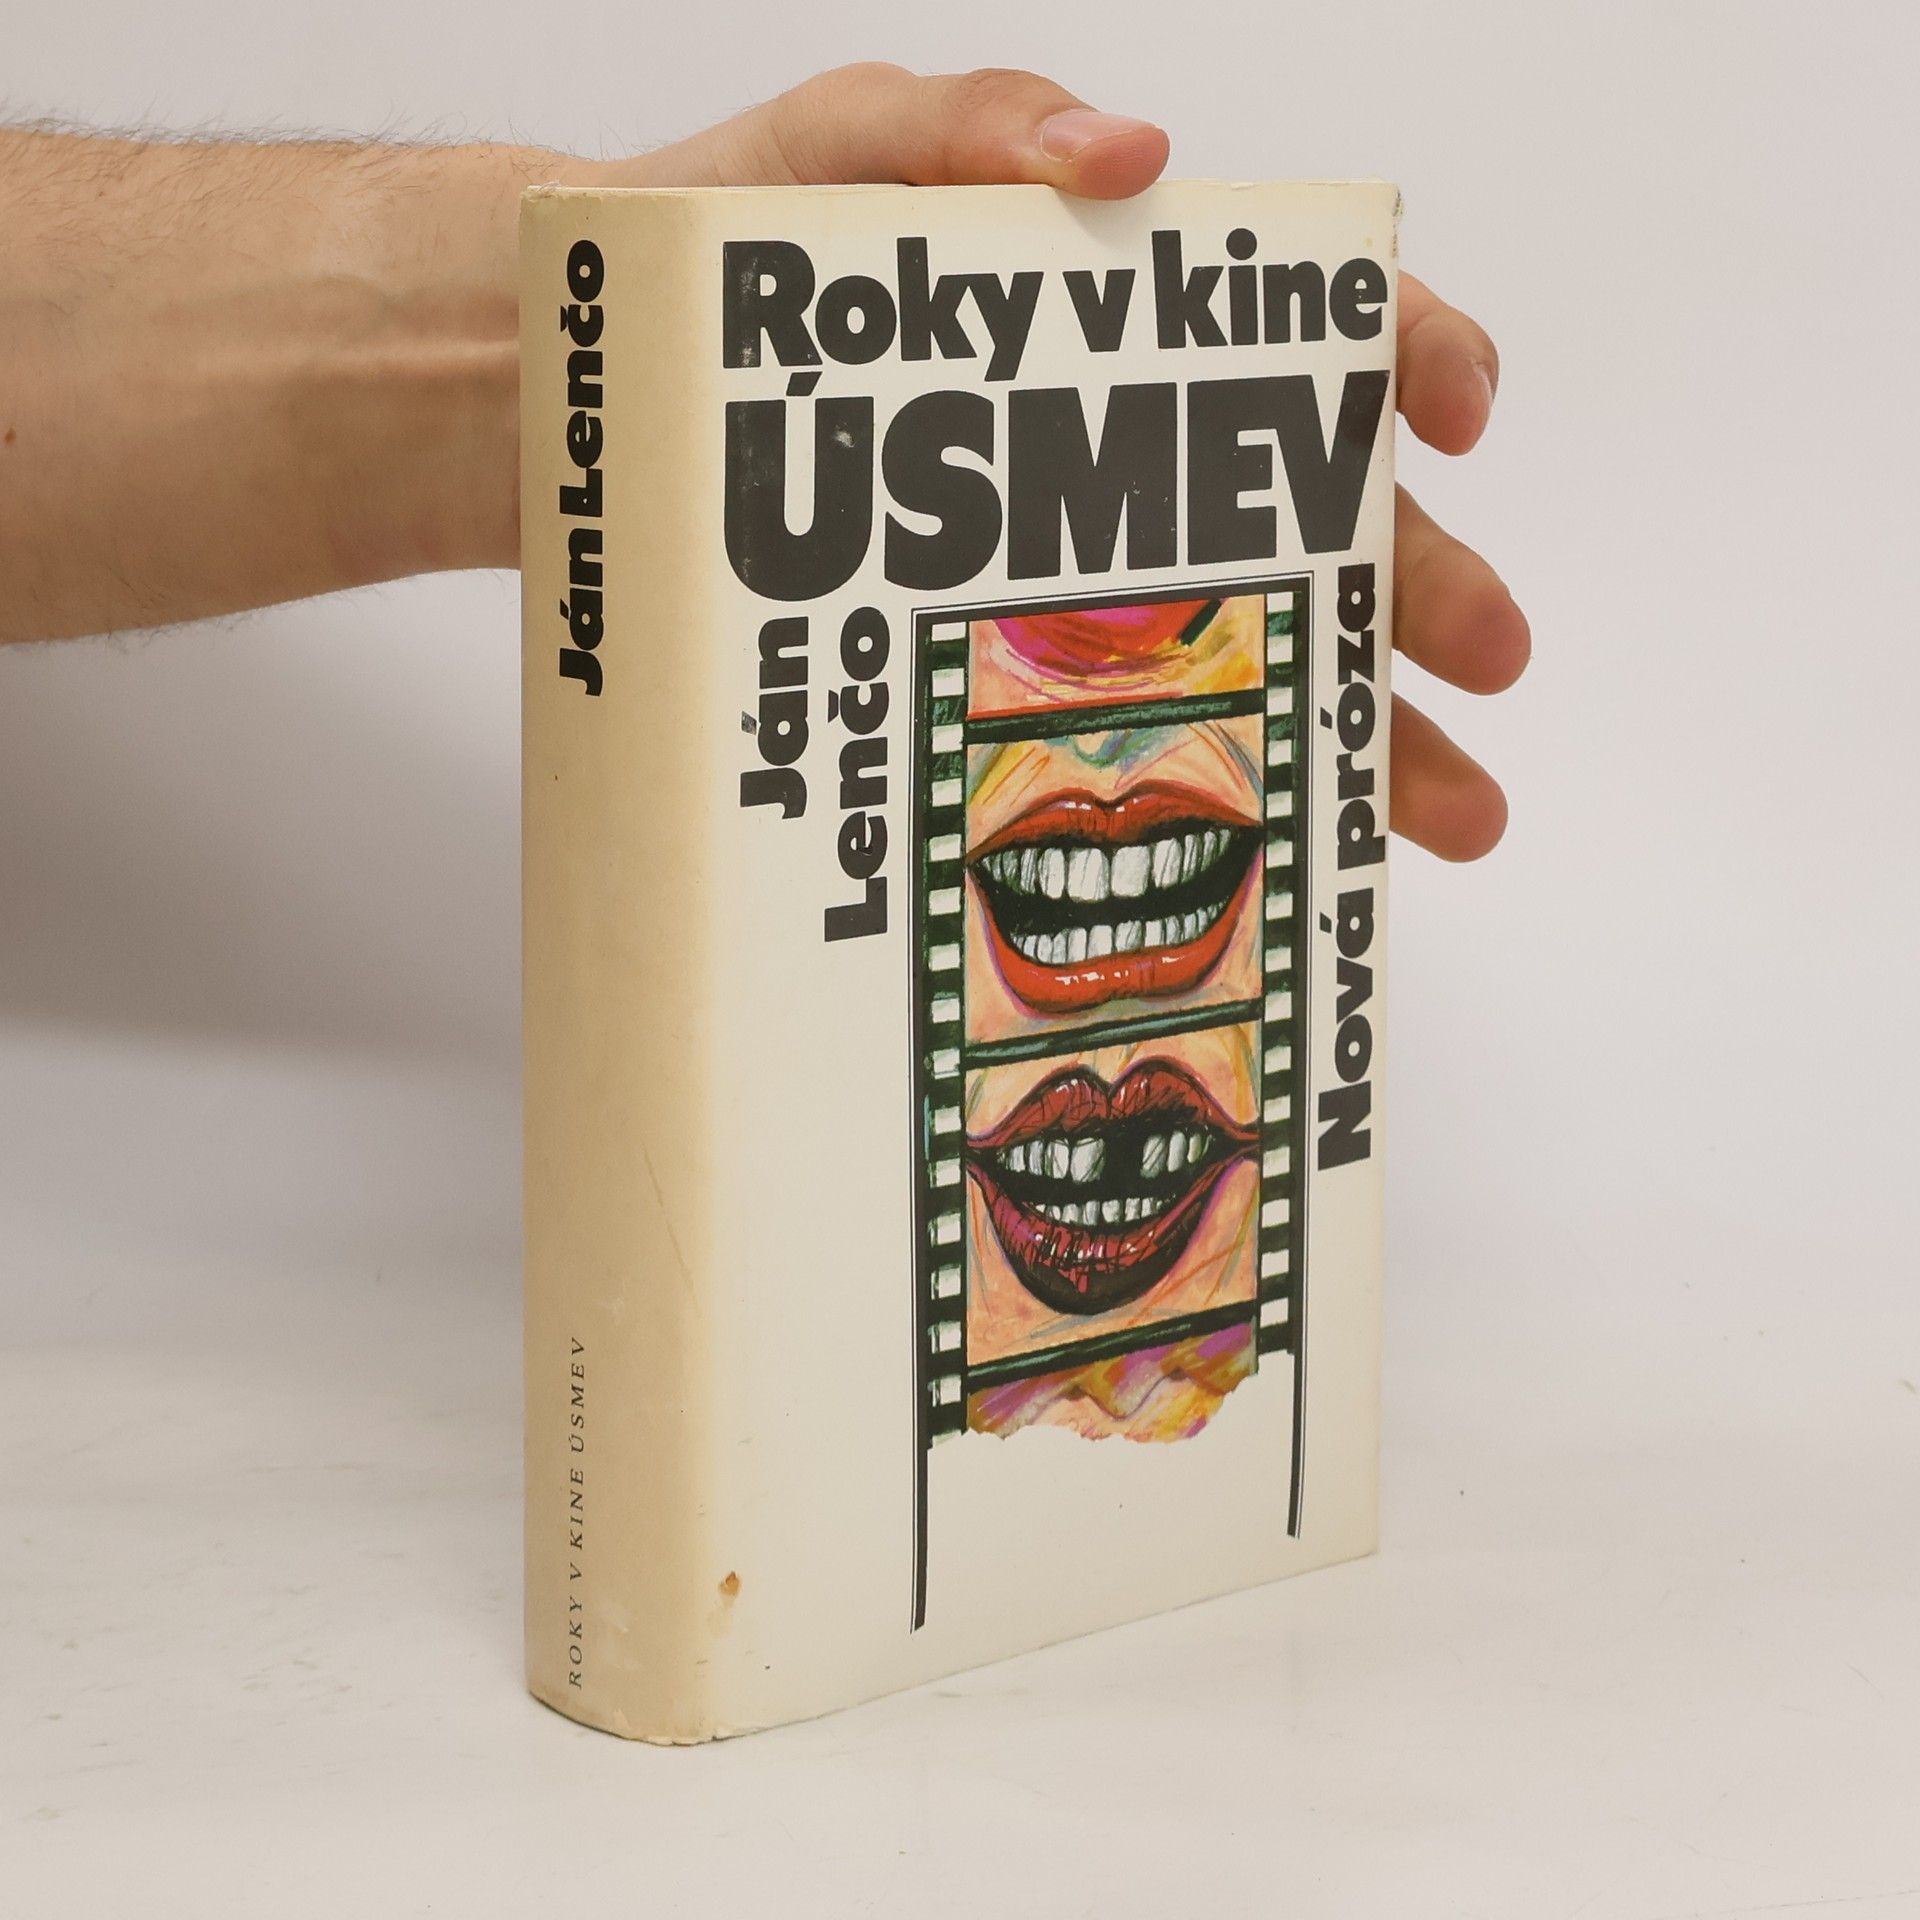 Ján Lenčo
ROKY V KINE ÚSMEV
Roky v kine
ÚSMEV
Ján
Lenčo
Nová próza